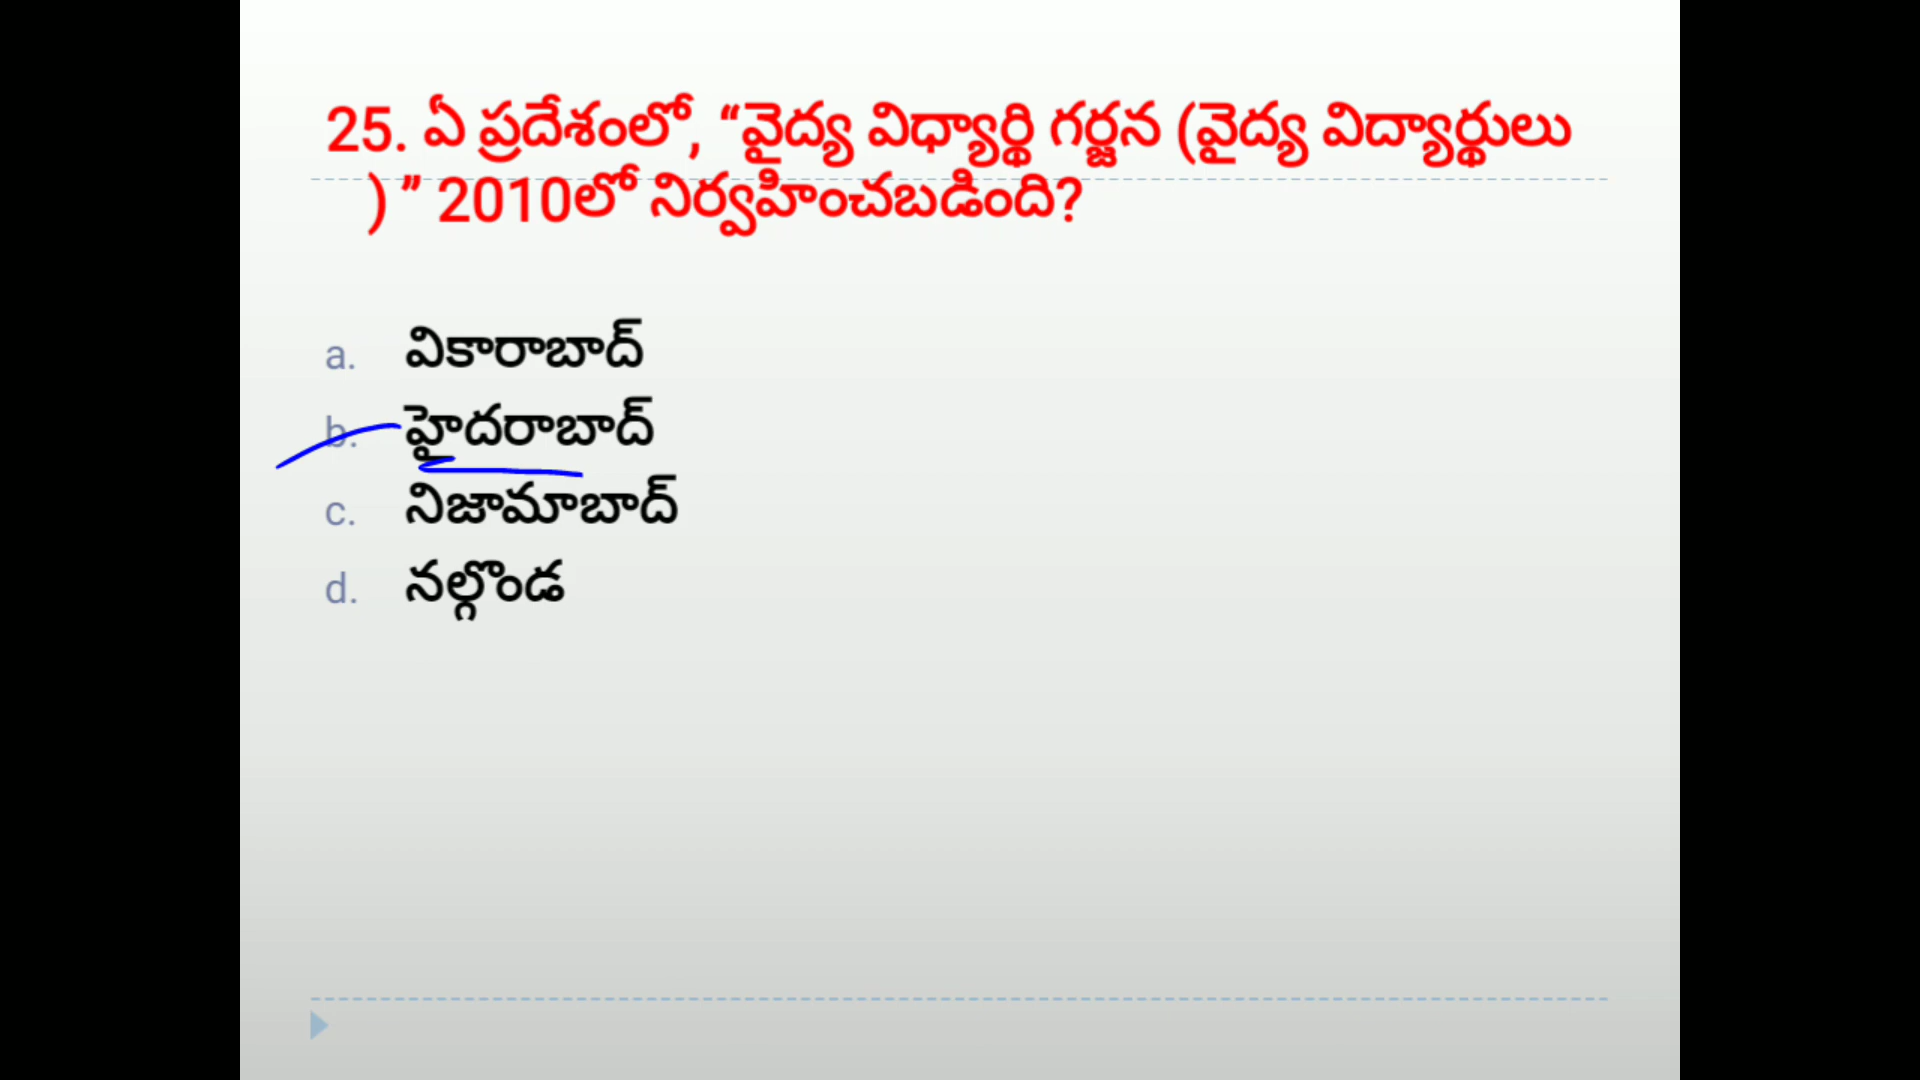 25. ఏ ప్రదేశంలో, “వైద్య విధ్యార్థి గర్జన (వైద్య విద్యార్థులు
) ” 2010లో నిర్వహించబడింది?
a. వికారాబాద్
b. హైదరాబాద్
c. నిజామాబాద్
d. నల్గొండ